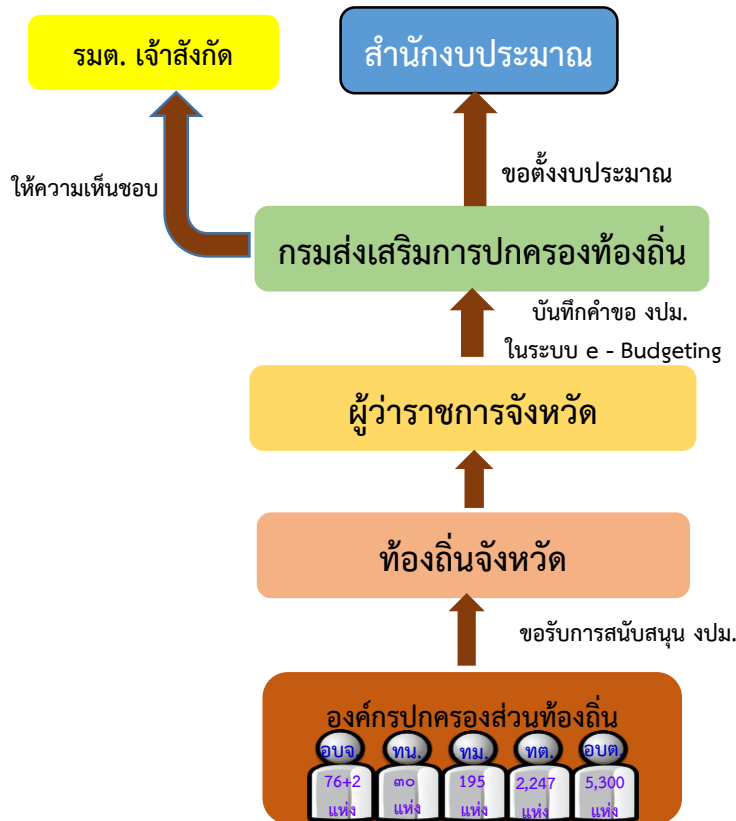 รมต. เจ้าสังกัด
สำนักงบประมาณ
ให้ความเห็นชอบ
ขอตั้งงบประมาณ
กรมส่งเสริมการปกครองท้องถิ่น
บันทึกคำขอ งปม.
ในระบบ e - Budgeting
ผู้ว่าราชการจังหวัด
ท้องถิ่นจังหวัด
ขอรับการสนับสนุน งปม.
องค์กรปกครองส่วนท้องถิ่น
อบจ. ทน. ทม. ทต. อบต.
76+2 ๓๐ 195 2,247 5,300
แห่ง แห่ง แห่ง แห่ง แห่ง